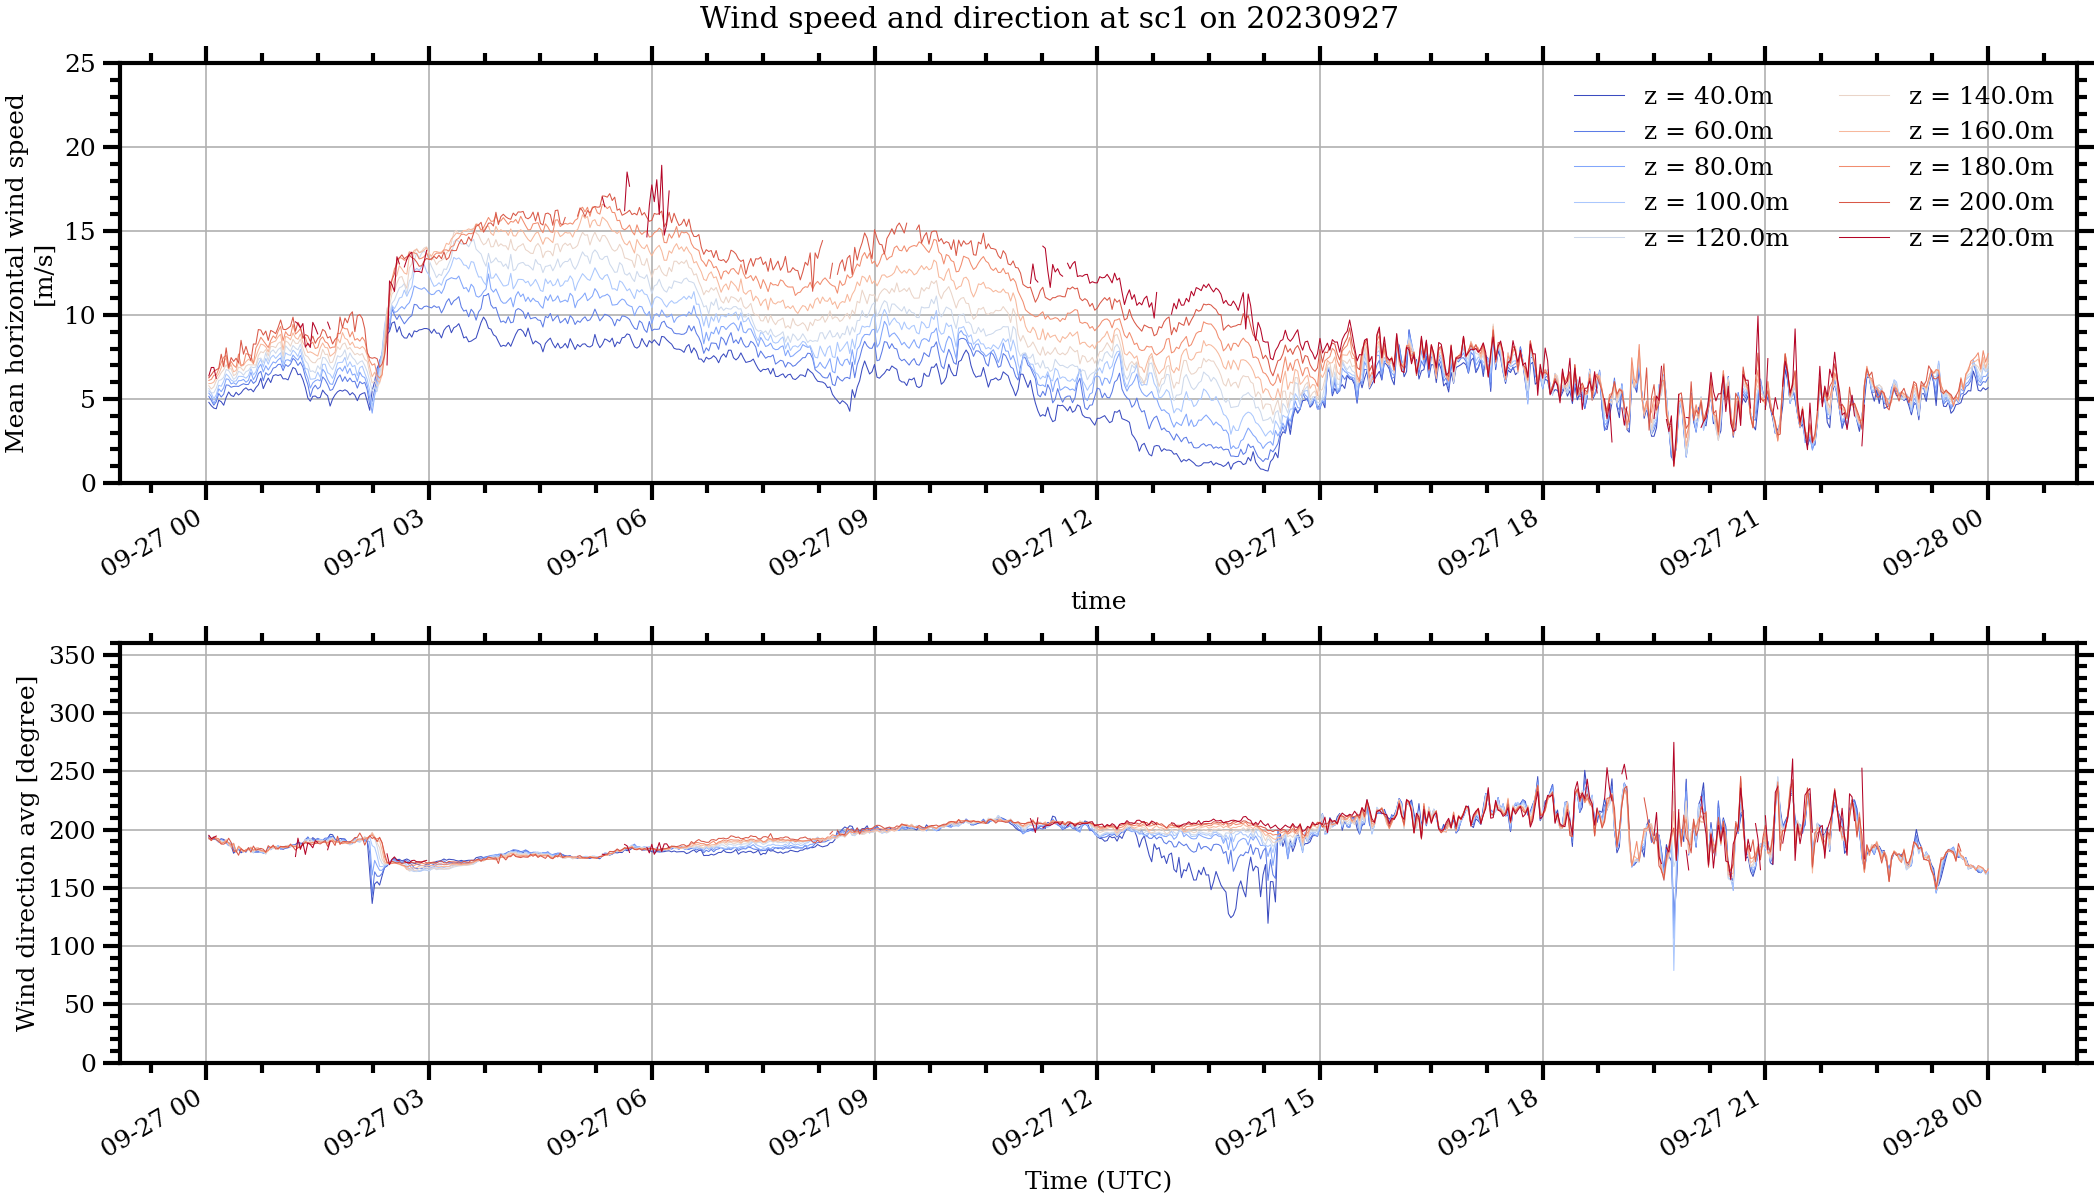 Wind speed and direction at sc1 on 20230927
Mean horizontal wind speed
[m/s]
25
20
15
10
5
0
z = 40.0m
z = 60.0m
z = 80.0m
z = 100.0m
z = 120.0m
z = 140.0m
z = 160.0m
z = 180.0m
z = 200.0m
z = 220.0m
09-27 00
09-27 03
09-27 06
09-27 09
09-27 12
09-27 15
09-27 18
09-27 21
09-28 00
time
Wind direction avg [degree]
350
300
250
200
150
100
50
0
09-27 00
09-27 03
09-27 06
09-27 09
09-27 12
09-27 15
09-27 18
09-27 21
09-28 00
Time (UTC)